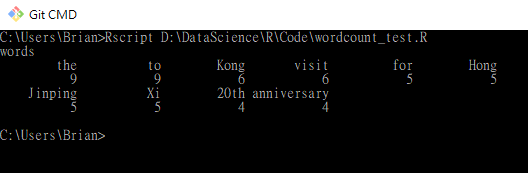 Git CMD
C:\Users\Brian>Rscript D:\DataScience\R\Code\wordcount_test.R
words
the to Kong visit for Hong
9 9 6 6 5 5
Jinping Xi 20th anniversary
5 5 4 4
C:\Users\Brian>